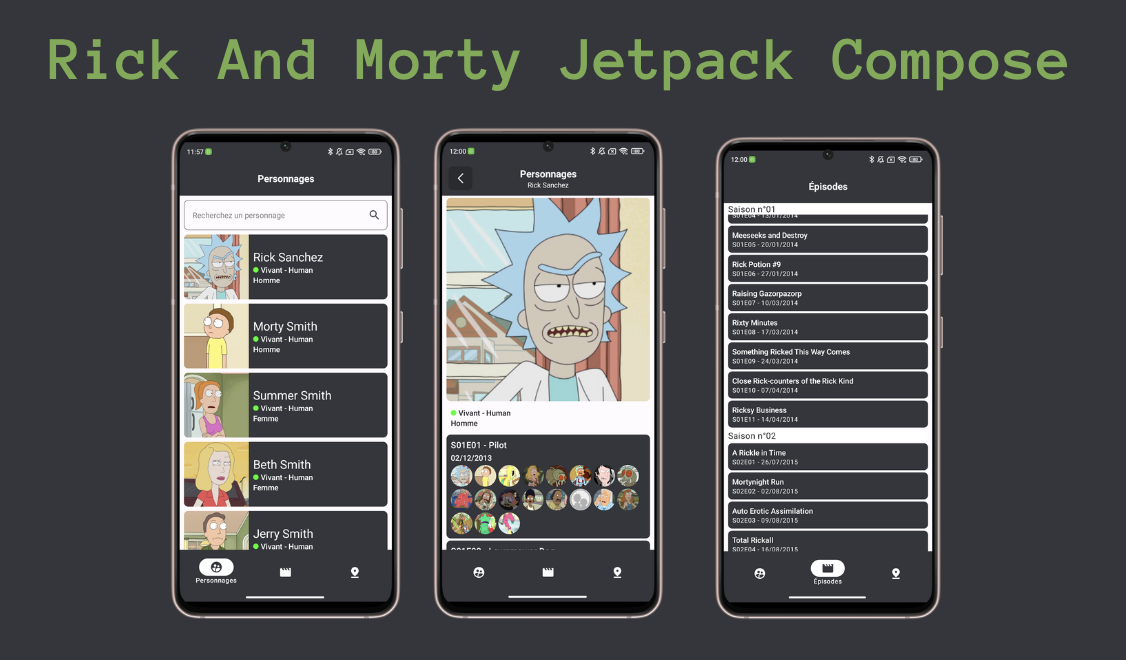 Rick And Morty Jetpack Compose
11:57
Personnages
Recherchez un personnage
Rick Sanchez
Vivant - Human
Homme
Morty Smith
Vivant - Human
Homme
Summer Smith
Vivant - Human
Femme
Beth Smith
Vivant - Human
Femme
Jerry Smith
Vivant - Human
Personnages
12:00
Personnages
Rick Sanchez
Vivant - Human
Homme
S01E01 - Pilot
02/12/2013
12:00
Épisodes
Saison n°01
S01E04 - 13/01/2014
Meeseeks and Destroy
S01E05 - 20/01/2014
Rick Potion #9
S01E06 - 27/01/2014
Raising Gazorpazorp
S01E07 - 10/03/2014
Rixty Minutes
S01E08 - 17/03/2014
Something Ricked This Way Comes
S01E09 - 24/03/2014
Close Rick-counters of the Rick Kind
S01E10 - 07/04/2014
Ricksy Business
S01E11 - 14/04/2014
Saison n°02
A Rickle in Time
S02E01 - 26/07/2015
Mortynight Run
S02E02 - 02/08/2015
Auto Erotic Assimilation
S02E03 - 09/08/2015
Total Rickall
S02E04 - 16/08/2015
Épisodes